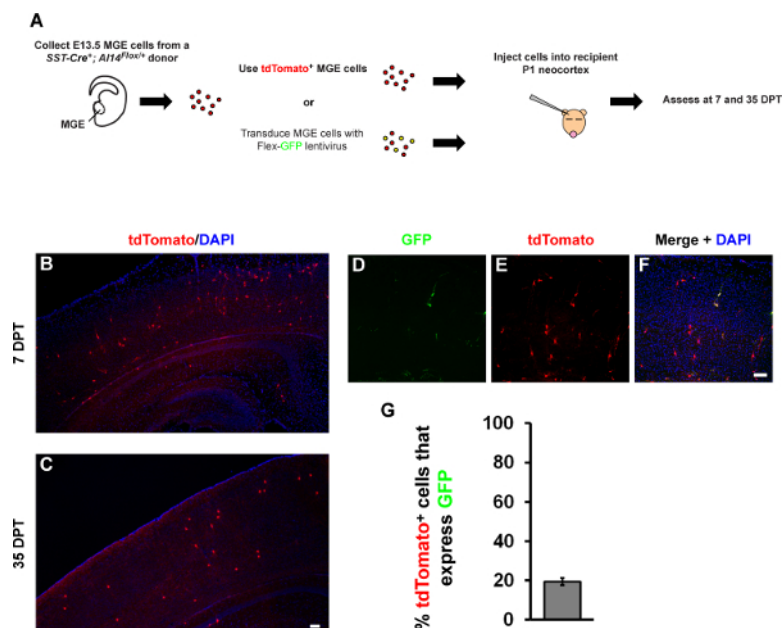 A
Collect E13.5 MGE cells from a
SST-Cre⁺; AI14Flox/+ donor
MGE
Use tdTomato⁺ MGE cells
or
Transduce MGE cells with
Flex-GFP lentivirus
Inject cells into recipient
P1 neocortex
Assess at 7 and 35 DPT
tdTomato/DAPI
GFP
tdTomato
Merge + DAPI
7 DPT
B
D
E
F
35 DPT
C
G
% tdTomato⁺ cells that
express GFP
100
80
60
40
20
0